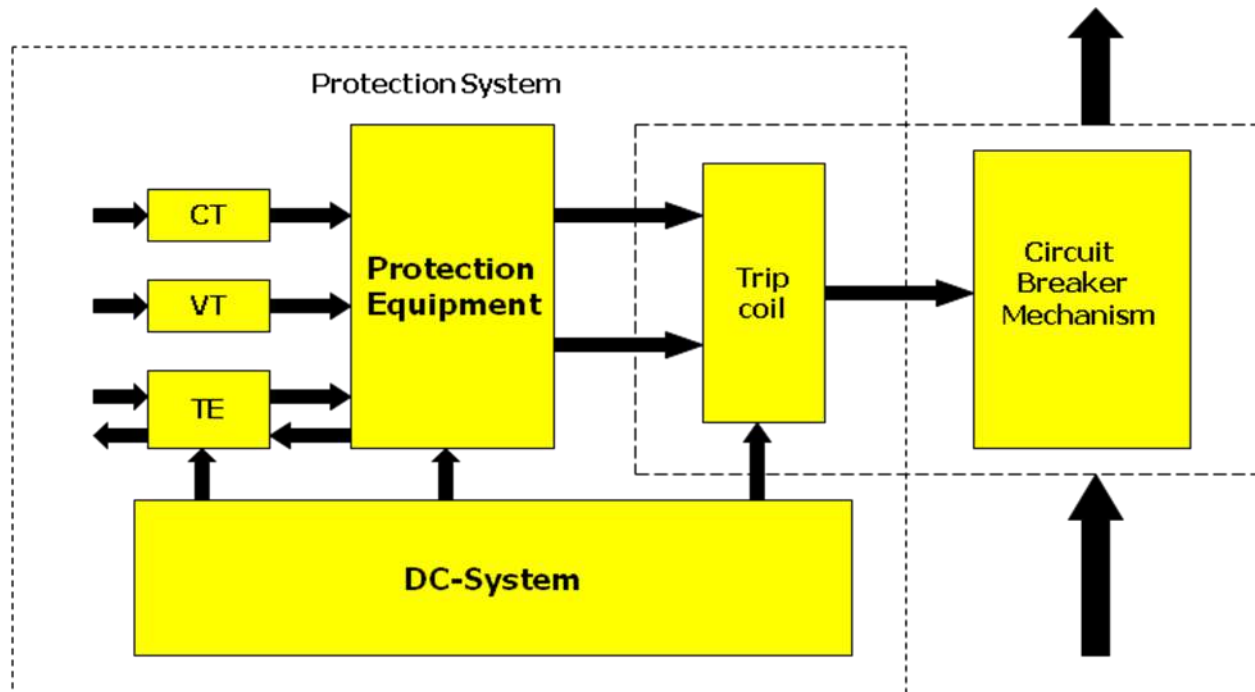 Protection System
CT
VT
TE
Protection
Equipment
Trip
coil
Circuit
Breaker
Mechanism
DC-System